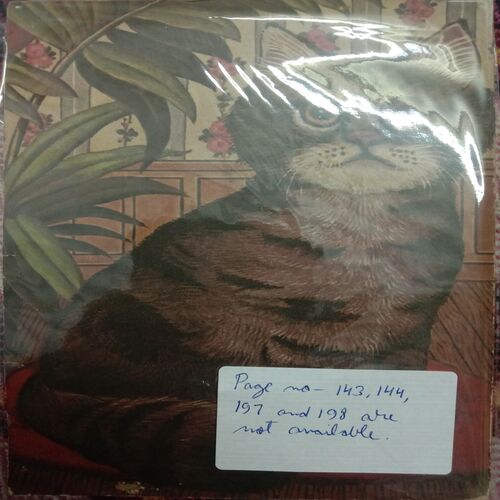 Page no- 143, 144,
197 and 198 are
not available.